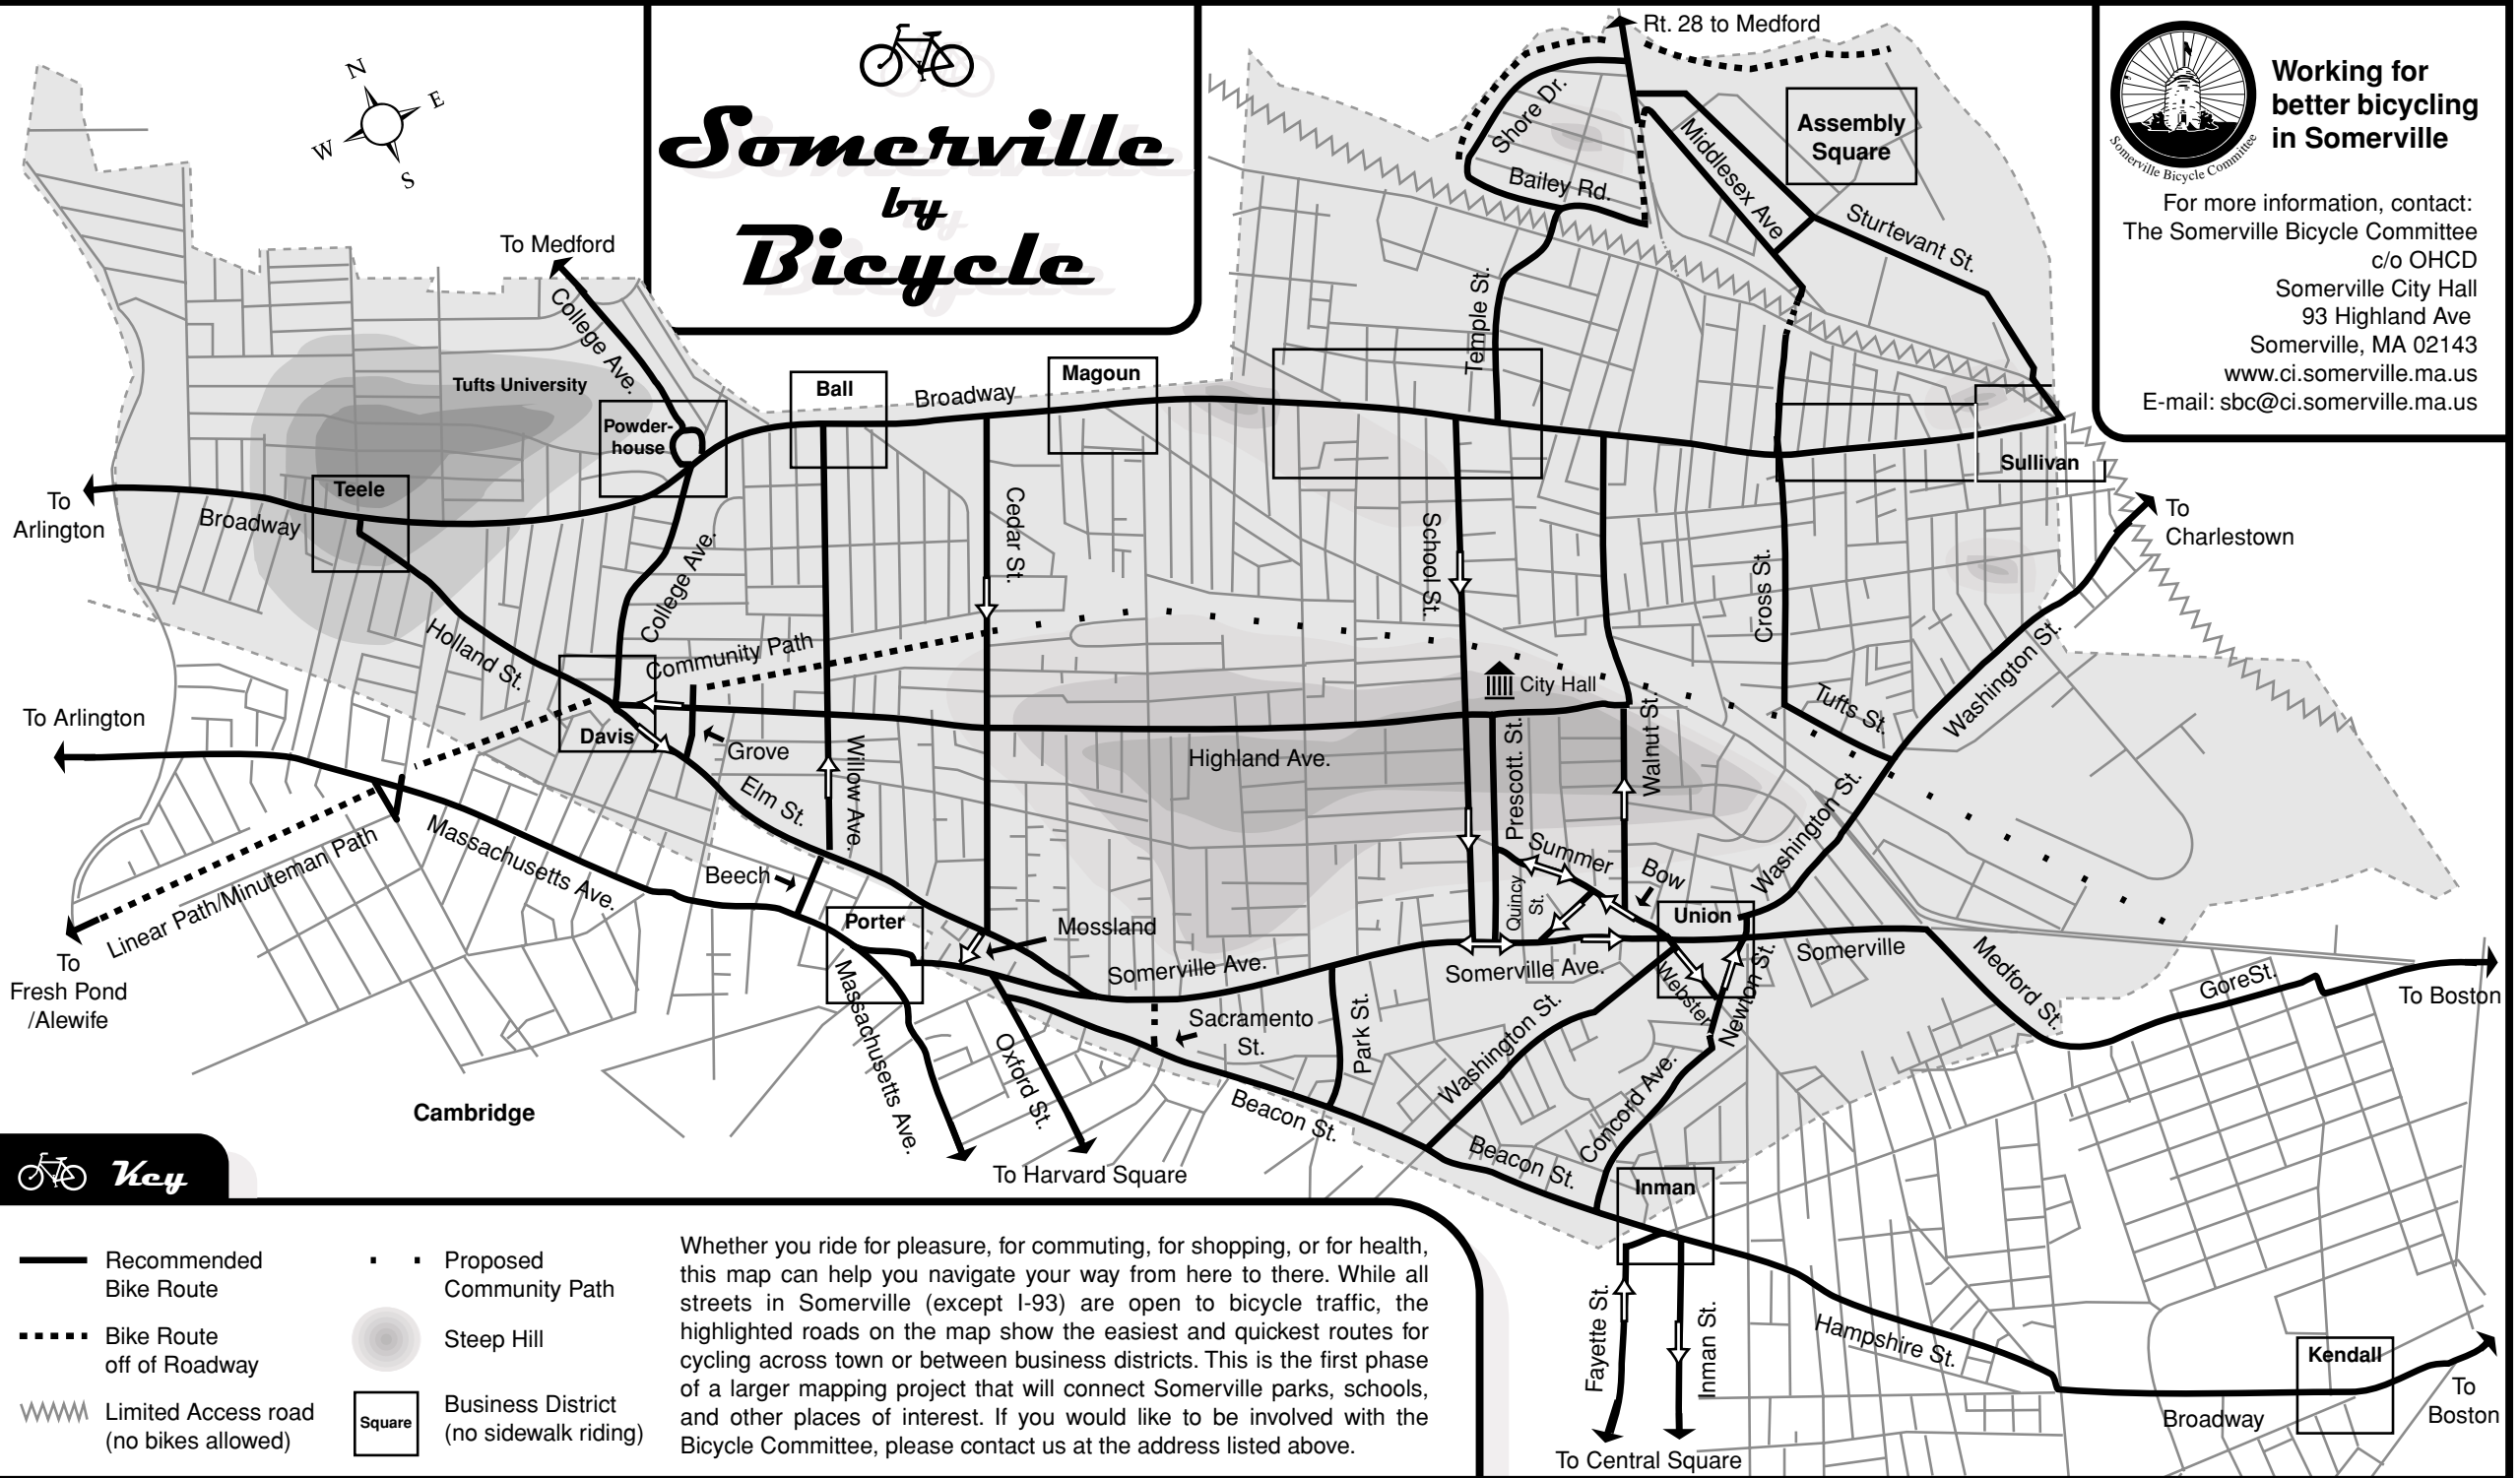 Somerville
by
Bicycle
N
E
W
S
Rt. 28 to Medford
Shore Dr.
Bailey Rd.
Middlesex Ave
Assembly
Square
Sturtevant St.
Temple St.
Somerville Bicycle Committee
Working for
better bicycling
in Somerville
For more information, contact:
The Somerville Bicycle Committee
c/o OHCD
Somerville City Hall
93 Highland Ave
Somerville, MA 02143
www.ci.somerville.ma.us
E-mail: sbc@ci.somerville.ma.us
To Medford
College Ave.
Tufts University
Powder-
house
Ball
Broadway
Magoun
Teele
To
Arlington
Broadway
Sullivan
To
Charlestown
College Ave.
Cedar St.
School St.
Cross St.
Holland St.
Community Path
City Hall
Washington St.
Tufts St.
To Arlington
Davis
Grove
Willow Ave.
Highland Ave.
Prescott. St.
Walnut St.
Elm St.
Massachusetts Ave.
Linear Path/Minuteman Path
Beech
Summer
Bow
Washington St.
Quincy
St.
Porter
Mossland
Union
Somerville Ave.
Somerville Ave.
Somerville
Medford St.
GoreSt.
To Boston
To
Fresh Pond
/Alewife
Massachusetts Ave.
Oxford St.
Sacramento
St.
Park St.
Washington St.
Webster
Newton St.
Concord Ave.
Beacon St.
Beacon St.
Cambridge
To Harvard Square
Inman
Fayette St.
Inman St.
Hampshire St.
Kendall
Broadway
To
Boston
To Central Square
Key
Recommended
Bike Route
Bike Route
off of Roadway
Limited Access road
(no bikes allowed)
Proposed
Community Path
Steep Hill
Square
Business District
(no sidewalk riding)
Whether you ride for pleasure, for commuting, for shopping, or for health,
this map can help you navigate your way from here to there. While all
streets in Somerville (except I-93) are open to bicycle traffic, the
highlighted roads on the map show the easiest and quickest routes for
cycling across town or between business districts. This is the first phase
of a larger mapping project that will connect Somerville parks, schools,
and other places of interest. If you would like to be involved with the
Bicycle Committee, please contact us at the address listed above.